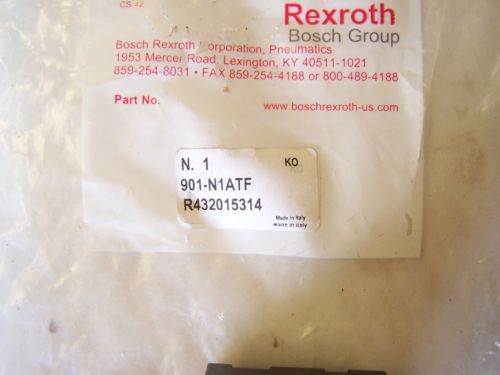 CS-42
Rexroth
Bosch Group
Bosch Rexroth Corporation, Pneumatics
1953 Mercer Road, Lexington, KY 40511-1021
859-254-8031 • FAX 859-254-4188 or 800-489-4188
Part No.
www.boschrexroth-us.com
N. 1
KO
901-N1ATF
R432015314
Made in Italy
Made in Italy